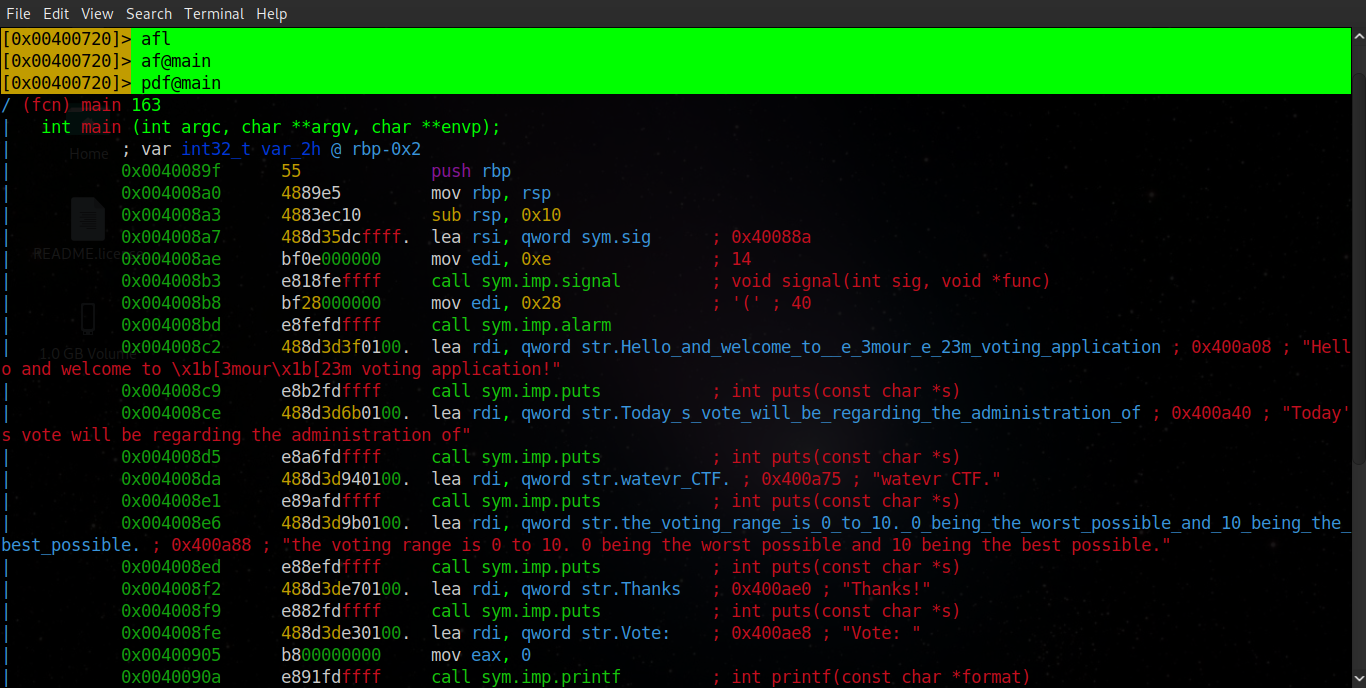 File Edit View Search Terminal Help
[0x00400720]> afl
[0x00400720]> af@main
[0x00400720]> pdf@main
/ (fcn) main 163
|   int main (int argc, char **argv, char **envp);
|           ; var int32_t var_2h @ rbp-0x2
|           0x0040089f      55             push rbp
|           0x004008a0      4889e5         mov rbp, rsp
|           0x004008a3      4883ec10       sub rsp, 0x10
|           0x004008a7      488d35dcffff.  lea rsi, qword sym.sig      ; 0x40088a
|           0x004008ae      bf0e000000     mov edi, 0xe                ; 14
|           0x004008b3      e818feffff     call sym.imp.signal         ; void signal(int sig, void *func)
|           0x004008b8      bf28000000     mov edi, 0x28               ; '(' ; 40
|           0x004008bd      e8fefdffff     call sym.imp.alarm
|           0x004008c2      488d3d3f0100.  lea rdi, qword str.Hello_and_welcome_to__e_3mour_e_23m_voting_application ; 0x400a08 ; "Hell
o and welcome to \x1b[3mour\x1b[23m voting application!"
|           0x004008c9      e8b2fdffff     call sym.imp.puts           ; int puts(const char *s)
|           0x004008ce      488d3d6b0100.  lea rdi, qword str.Today_s_vote_will_be_regarding_the_administration_of ; 0x400a40 ; "Today'
s vote will be regarding the administration of"
|           0x004008d5      e8a6fdffff     call sym.imp.puts           ; int puts(const char *s)
|           0x004008da      488d3d940100.  lea rdi, qword str.watevr_CTF. ; 0x400a75 ; "watevr CTF."
|           0x004008e1      e89afdffff     call sym.imp.puts           ; int puts(const char *s)
|           0x004008e6      488d3d9b0100.  lea rdi, qword str.the_voting_range_is_0_to_10._0_being_the_worst_possible_and_10_being_the_
best_possible. ; 0x400a88 ; "the voting range is 0 to 10. 0 being the worst possible and 10 being the best possible."
|           0x004008ed      e88efdffff     call sym.imp.puts           ; int puts(const char *s)
|           0x004008f2      488d3de70100.  lea rdi, qword str.Thanks   ; 0x400ae0 ; "Thanks!"
|           0x004008f9      e882fdffff     call sym.imp.puts           ; int puts(const char *s)
|           0x004008fe      488d3de30100.  lea rdi, qword str.Vote:    ; 0x400ae8 ; "Vote: "
|           0x00400905      b800000000     mov eax, 0
|           0x0040090a      e891fdffff     call sym.imp.printf         ; int printf(const char *format)
Home
1.0 GB Volume